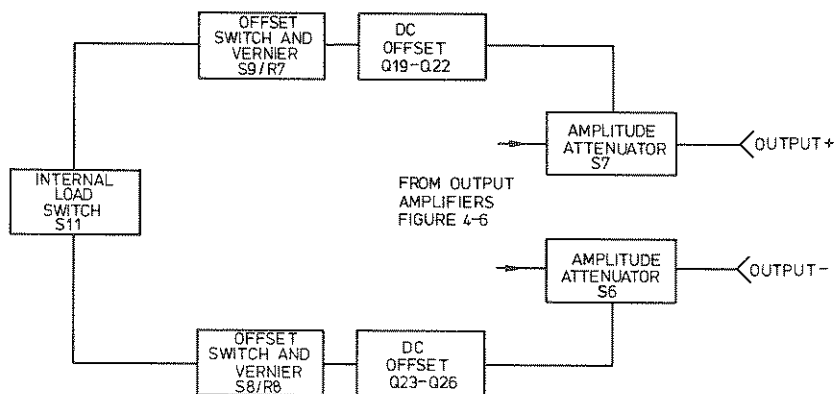 OFFSET
SWITCH AND
VERNIER
S9/R7
DC
OFFSET
Q19-Q22
AMPLITUDE
ATTENUATOR
S7
OUTPUT+
INTERNAL
LOAD
SWITCH
S11
FROM OUTPUT
AMPLIFIERS
FIGURE 4-6
AMPLITUDE
ATTENUATOR
S6
OUTPUT-
OFFSET
SWITCH AND
VERNIER
S8/R8
DC
OFFSET
Q23-Q26